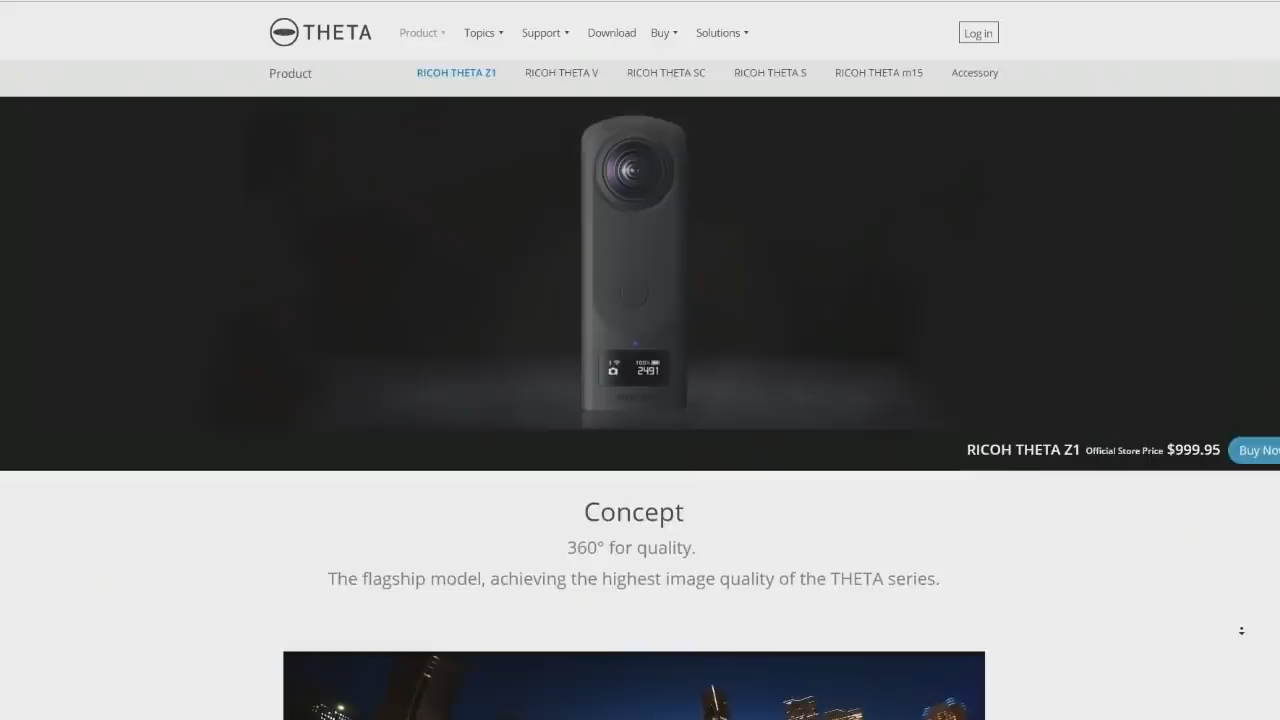 THETA
Product Topics Support Download Buy Solutions
Log in
Product
RICOH THETA Z1 RICOH THETA V RICOH THETA SC RICOH THETA S RICOH THETA m15 Accessory
100%
2491
RICOH THETA Z1 Official Store Price $999.95
Buy No
Concept
360° for quality.
The flagship model, achieving the highest image quality of the THETA series.